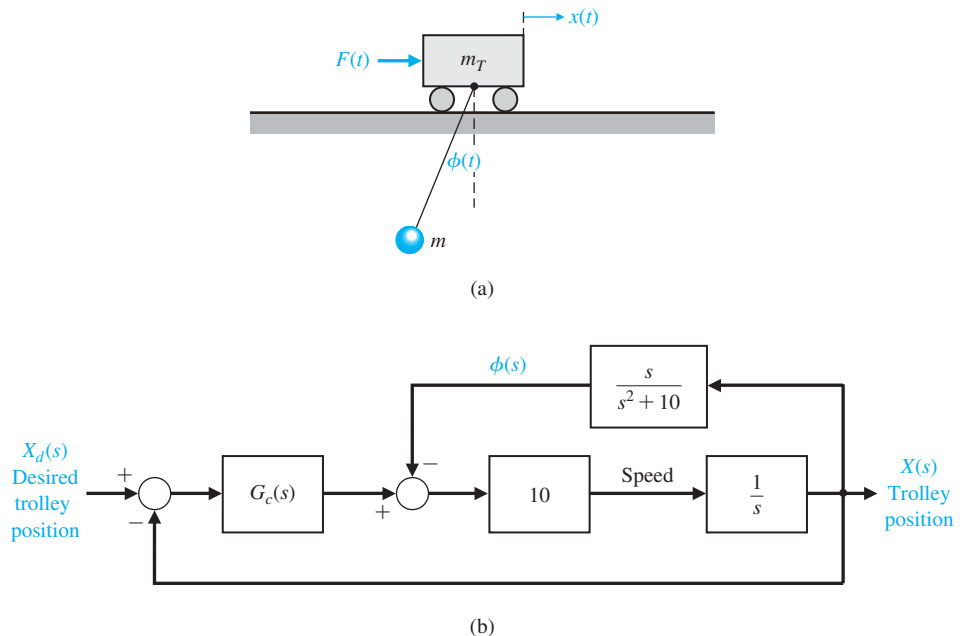 x(t)
F(t)
m_T
ϕ(t)
m
(a)
ϕ(s)
s
s² + 10
X_d(s)
Desired
trolley
position
+
−
G_c(s)
+
−
10
Speed
1
s
X(s)
Trolley
position
(b)